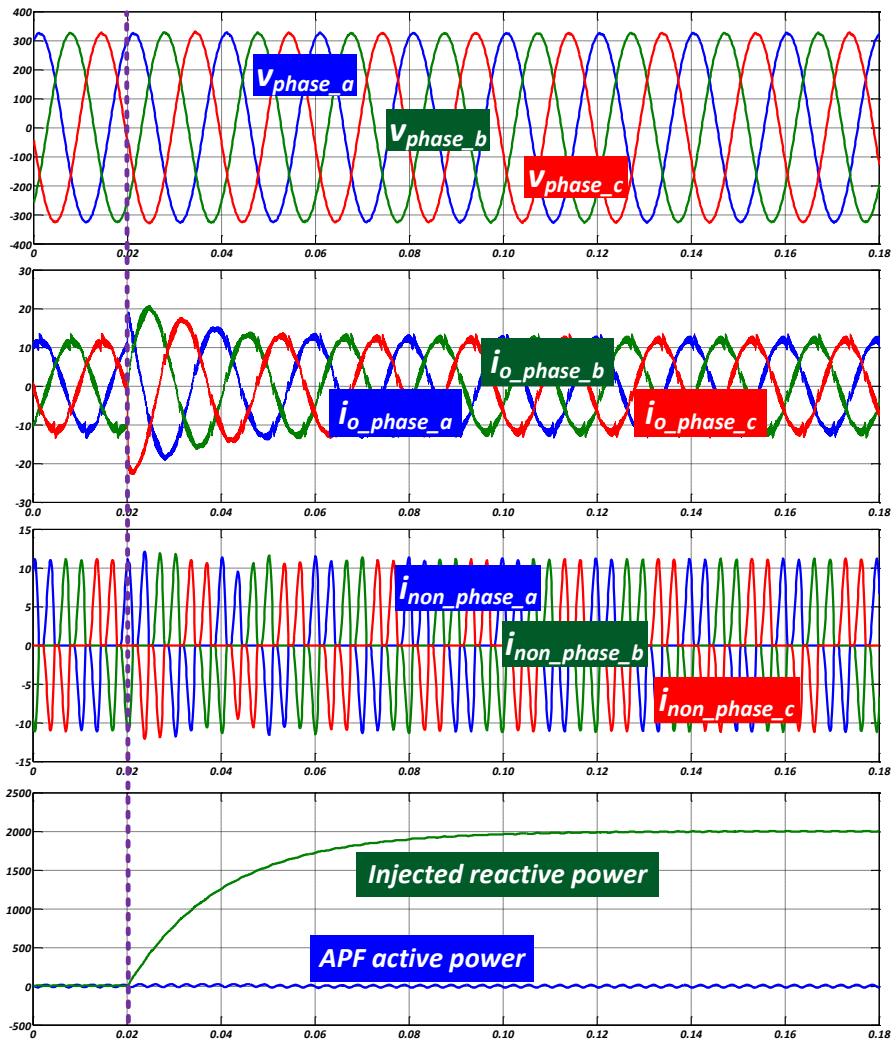 400
300
200
100
0
-100
-200
-300
400
v_phase_a
v_phase_b
v_phase_c
0.0 0.02 0.04 0.06 0.08 0.10 0.12 0.14 0.16 0.18
30
20
10
0
-10
-20
-30
i_o_phase_b
i_o_phase_a
i_o_phase_c
0.0 0.02 0.04 0.06 0.08 0.10 0.12 0.14 0.16 0.18
15
10
5
0
-5
-10
15
i_non_phase_a
i_non_phase_b
i_non_phase_c
0 0.02 0.04 0.06 0.08 0.10 0.12 0.14 0.16 0.18
2500
2000
1500
1000
500
0
-500
Injected reactive power
APF active power
0 0.02 0.04 0.06 0.08 0.10 0.12 0.14 0.16 0.18